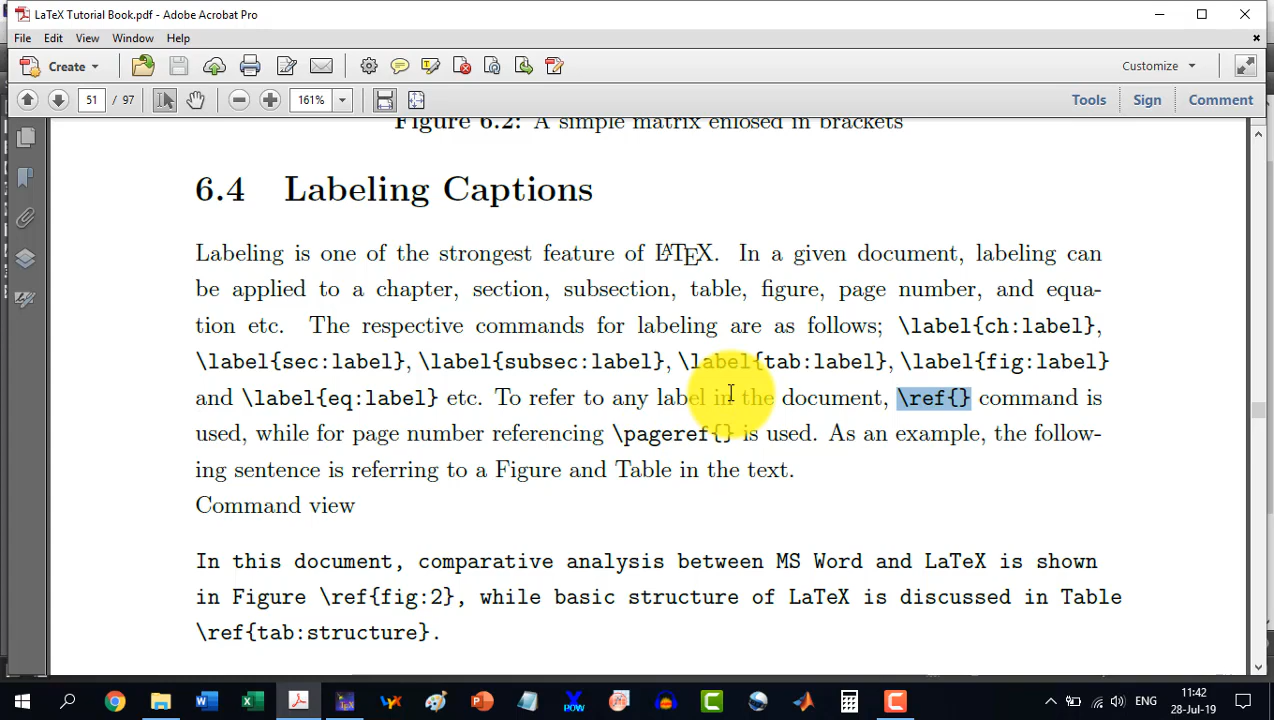 LaTeX Tutorial Book.pdf - Adobe Acrobat Pro
File Edit View Window Help
Create
Customize
51 / 97
161%
Tools Sign Comment
Figure 6.2: A simple matrix enlosed in brackets
6.4 Labeling Captions
Labeling is one of the strongest feature of LATEX. In a given document, labeling can
be applied to a chapter, section, subsection, table, figure, page number, and equa-
tion etc. The respective commands for labeling are as follows; \label{ch:label},
\label{sec:label}, \label{subsec:label}, \label{tab:label}, \label{fig:label}
and \label{eq:label} etc. To refer to any label in the document, \ref{} command is
used, while for page number referencing \pageref{} is used. As an example, the follow-
ing sentence is referring to a Figure and Table in the text.
Command view
In this document, comparative analysis between MS Word and LaTeX is shown
in Figure \ref{fig:2}, while basic structure of LaTeX is discussed in Table
\ref{tab:structure}.
POW
ENG
11:42
28-Jul-19